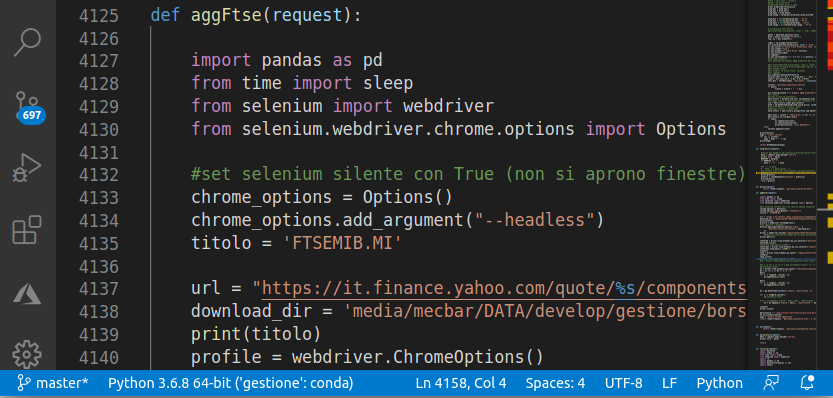 4125 def aggFtse(request):
4126
4127 import pandas as pd
4128 from time import sleep
4129 from selenium import webdriver
4130 from selenium.webdriver.chrome.options import Options
4131
4132 #set selenium silente con True (non si aprono finestre)
4133 chrome_options = Options()
4134 chrome_options.add_argument("--headless")
4135 titolo = 'FTSEMIB.MI'
4136
4137 url = "https://it.finance.yahoo.com/quote/%s/components
4138 download_dir = 'media/mecbar/DATA/develop/gestione/bors
4139 print(titolo)
4140 profile = webdriver.ChromeOptions()
697
master* Python 3.6.8 64-bit ('gestione': conda) Ln 4158, Col 4 Spaces: 4 UTF-8 LF Python